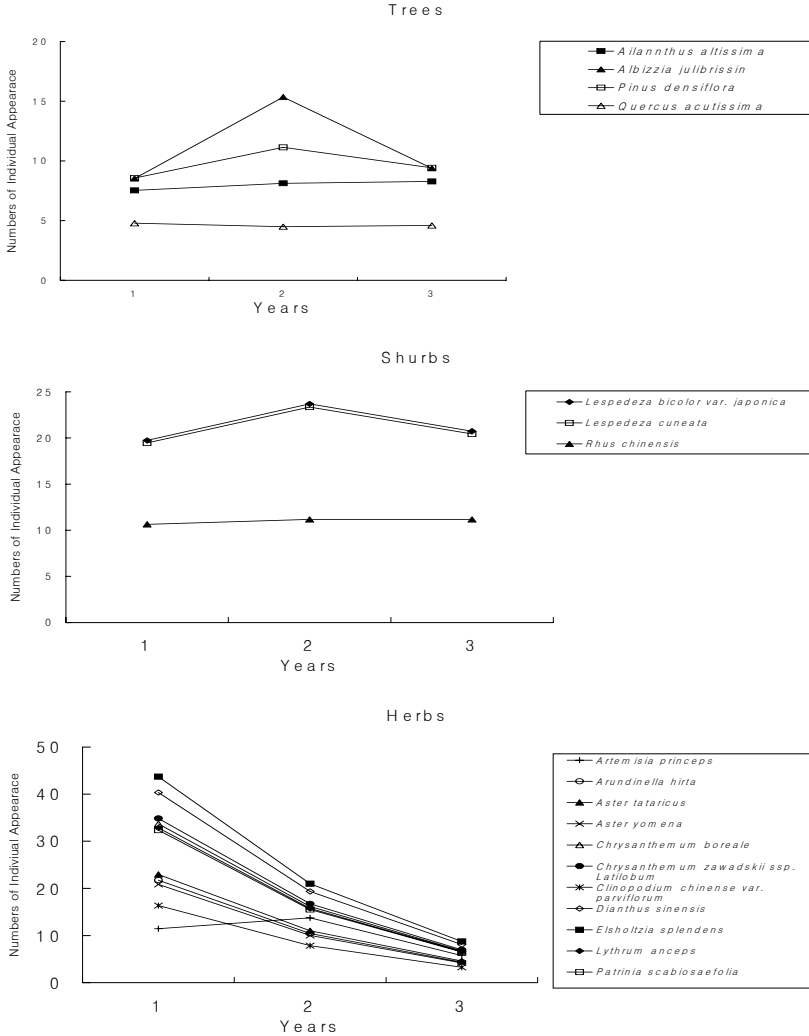 Trees
20
15
10
5
0
1 2 3
Years
Numbers of Individual Appearace
Ailannthus altissima
Albizzia julibrissin
Pinus densiflora
Quercus acutissima
Shurbs
25
20
15
10
5
0
1 2 3
Years
Numbers of Individual Appearace
Lespedeza bicolor var. japonica
Lespedeza cuneata
Rhus chinensis
Herbs
50
40
30
20
10
0
1 2 3
Years
Numbers of Indiviual Appearace
Artemisia princeps
Arundinella hirta
Aster tataricus
Aster yomena
Chrysanthemum boreale
Chrysanthemum zawadskii ssp.
Latilobum
Clinopodium chinense var.
parviflorum
Dianthus sinensis
Elsholtzia splendens
Lythrum anceps
Patrinia scabiosaefolia